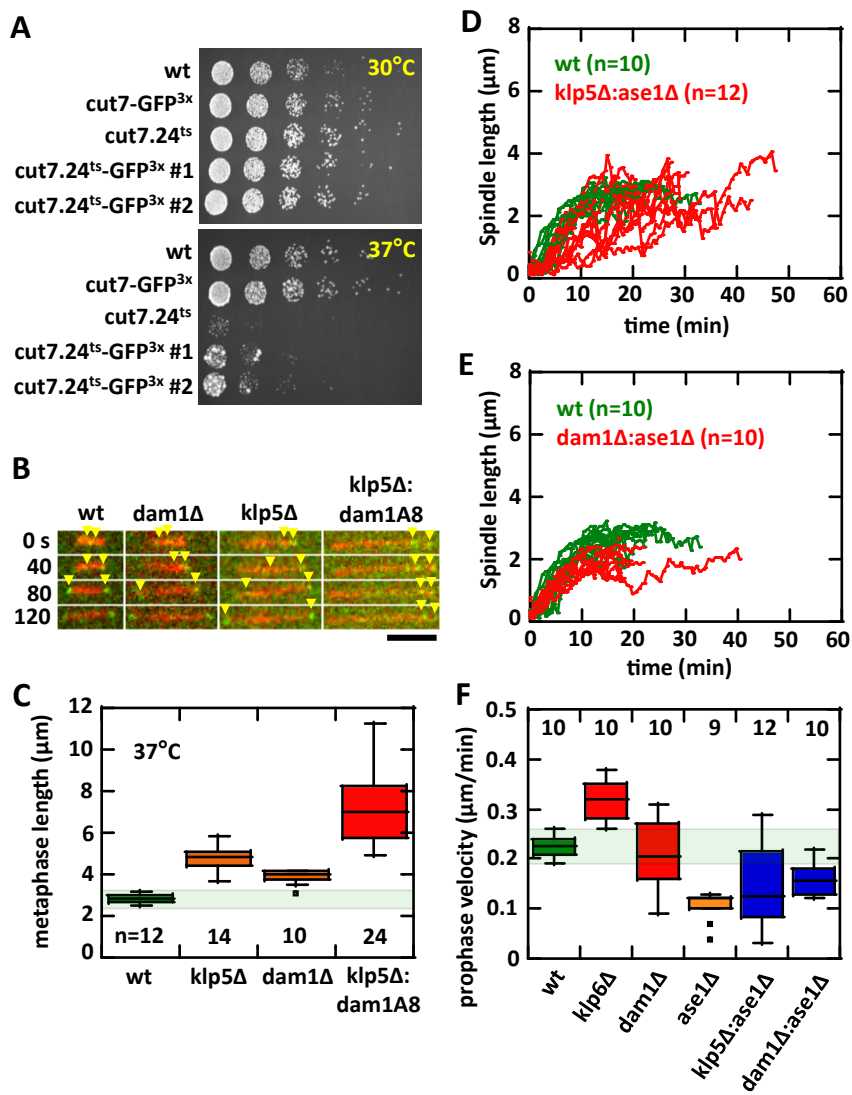 A
30°C
wt
cut7-GFP³ˣ
cut7.24ᵗˢ
cut7.24ᵗˢ-GFP³ˣ #1
cut7.24ᵗˢ-GFP³ˣ #2
37°C
wt
cut7-GFP³ˣ
cut7.24ᵗˢ
cut7.24ᵗˢ-GFP³ˣ #1
cut7.24ᵗˢ-GFP³ˣ #2
B
wt
dam1Δ
klp5Δ
klp5Δ:
dam1A8
0 s
40
80
120
C
metaphase length (µm)
12
10
8
6
4
2
0
37°C
n=12
14
10
24
wt
klp5Δ
dam1Δ
klp5Δ:
dam1A8
D
Spindle length (µm)
8
6
4
2
0
wt (n=10)
klp5Δ:ase1Δ (n=12)
0 10 20 30 40 50 60
time (min)
E
Spindle length (µm)
8
6
4
2
0
wt (n=10)
dam1Δ:ase1Δ (n=10)
0 10 20 30 40 50 60
time (min)
F
prophase velocity (µm/min)
0.5
0.4
0.3
0.2
0.1
0
10 10 10 9 12 10
wt
klp6Δ
dam1Δ
ase1Δ
klp5Δ:ase1Δ
dam1Δ:ase1Δ